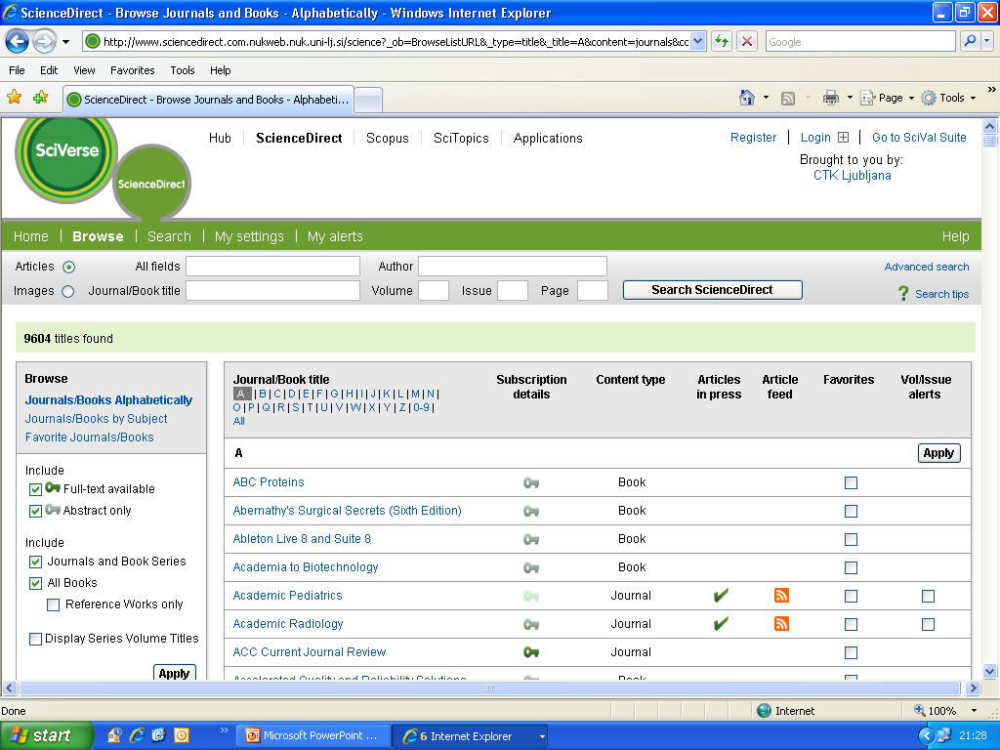 ScienceDirect - Browse Journals and Books - Alphabetically - Windows Internet Explorer
http://www.sciencedirect.com.nukweb.nuk.uni-lj.si/science?_ob=BrowseListURL&_type=title&_title=A&content=journals&cc
Google
File Edit View Favorites Tools Help
ScienceDirect - Browse Journals and Books - Alphabeti...
Page Tools
SciVerse
ScienceDirect
Hub ScienceDirect Scopus SciTopics Applications
Register Login Go to SciVal Suite
Brought to you by:
CTK Ljubljana
Home Browse Search My settings My alerts Help
Articles All fields Author Advanced search
Images Journal/Book title Volume Issue Page Search ScienceDirect ? Search tips
9604 titles found
Browse
Journals/Books Alphabetically
Journals/Books by Subject
Favorite Journals/Books
Include
Full-text available
Abstract only
Include
Journals and Book Series
All Books
Reference Works only
Display Series Volume Titles
Apply
Journal/Book title Subscription details Content type Articles in press Article feed Favorites Vol/Issue alerts
A | B | C | D | E | F | G | H | I | J | K | L | M | N |
O | P | Q | R | S | T | U | V | W | X | Y | Z | 0-9 |
All
A Apply
ABC Proteins Book
Abernathy's Surgical Secrets (Sixth Edition) Book
Ableton Live 8 and Suite 8 Book
Academia to Biotechnology Book
Academic Pediatrics Journal
Academic Radiology Journal
ACC Current Journal Review Journal
Accelerated Quality and Reliability Solutions Book
Done Internet 100%
start Microsoft PowerPoint ... 6 Internet Explorer 21:28